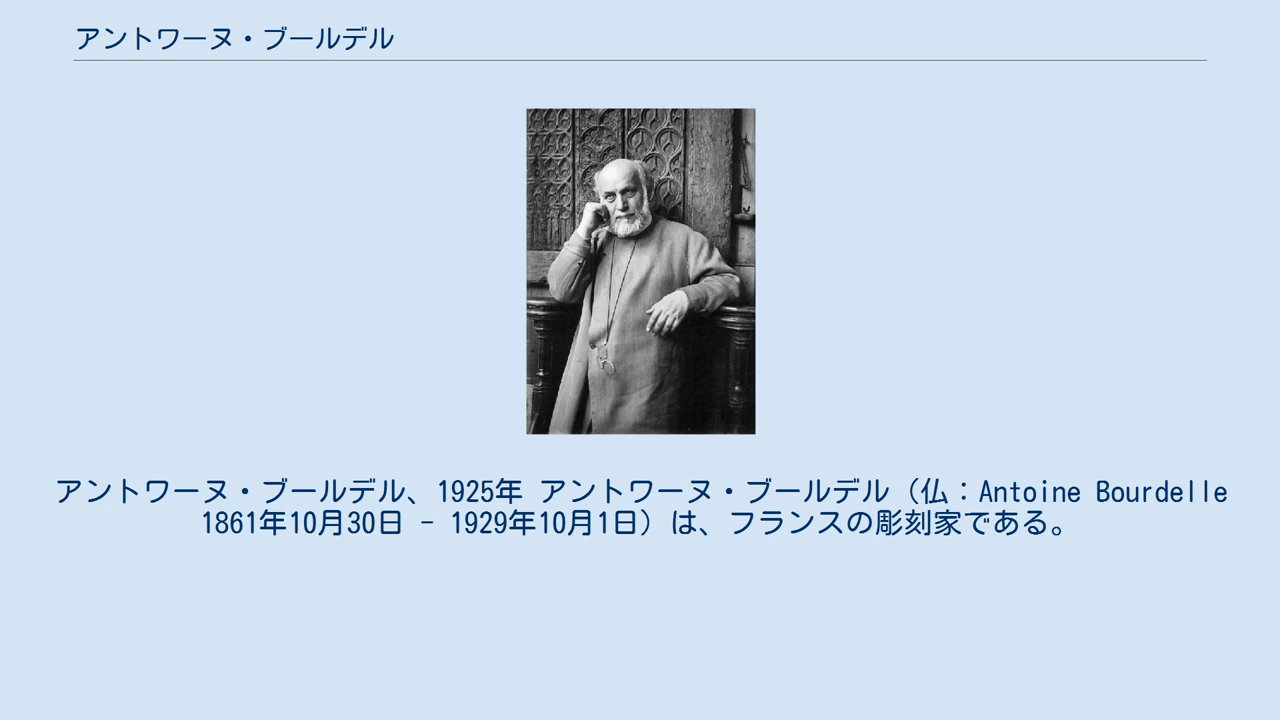 アントワーヌ・ブールデル
アントワーヌ・ブールデル、1925年 アントワーヌ・ブールデル（仏：Antoine Bourdelle
1861年10月30日 - 1929年10月1日）は、フランスの彫刻家である。